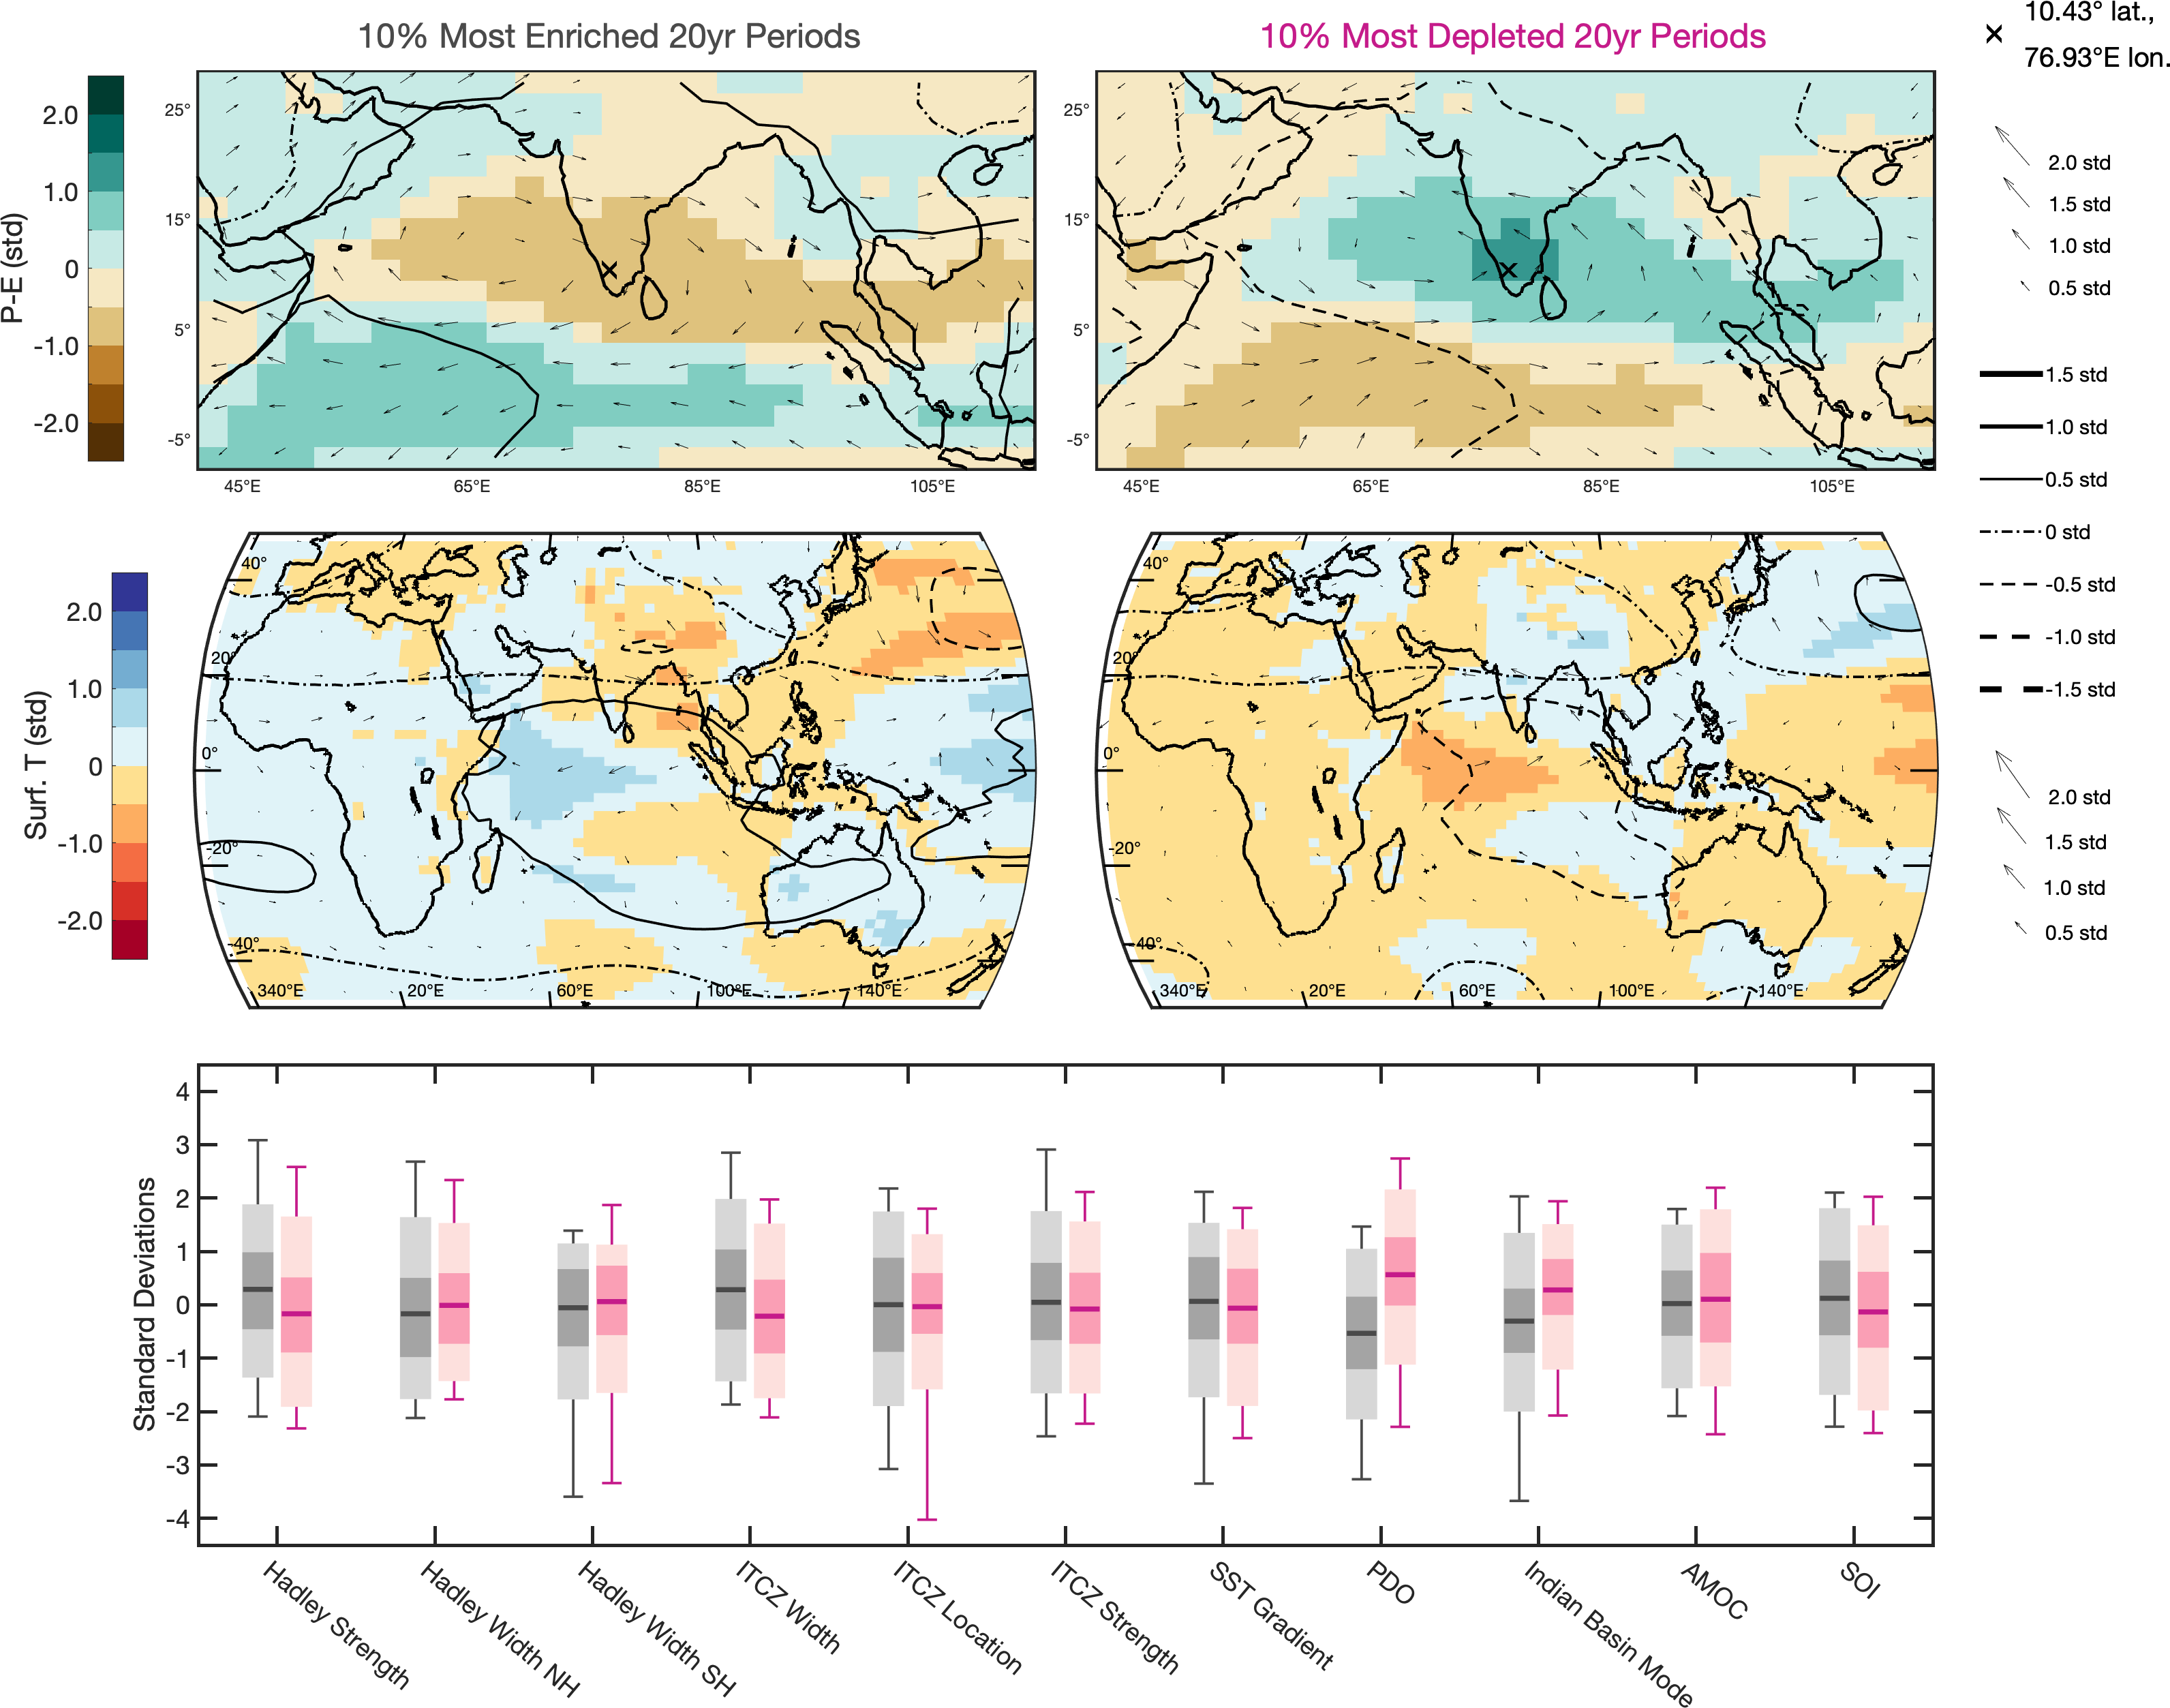 10% Most Enriched 20yr Periods
10% Most Depleted 20yr Periods
10.43° lat.,
76.93°E lon.
P-E (std)
2.0
1.0
0
-1.0
-2.0
25°
15°
5°
-5°
45°E
65°E
85°E
105°E
25°
15°
5°
-5°
45°E
65°E
85°E
105°E
2.0 std
1.5 std
1.0 std
0.5 std
1.5 std
1.0 std
0.5 std
0 std
-0.5 std
-1.0 std
-1.5 std
Surf. T (std)
2.0
1.0
0
-1.0
-2.0
40°
20°
0°
-20°
-40°
340°E
20°E
60°E
100°E
140°E
40°
20°
0°
-20°
-40°
340°E
20°E
60°E
100°E
140°E
2.0 std
1.5 std
1.0 std
0.5 std
Standard Deviations
4
3
2
1
0
-1
-2
-3
-4
Hadley Strength
Hadley Width NH
Hadley Width SH
ITCZ Width
ITCZ Location
ITCZ Strength
SST Gradient
PDO
Indian Basin Mode
AMOC
SOI